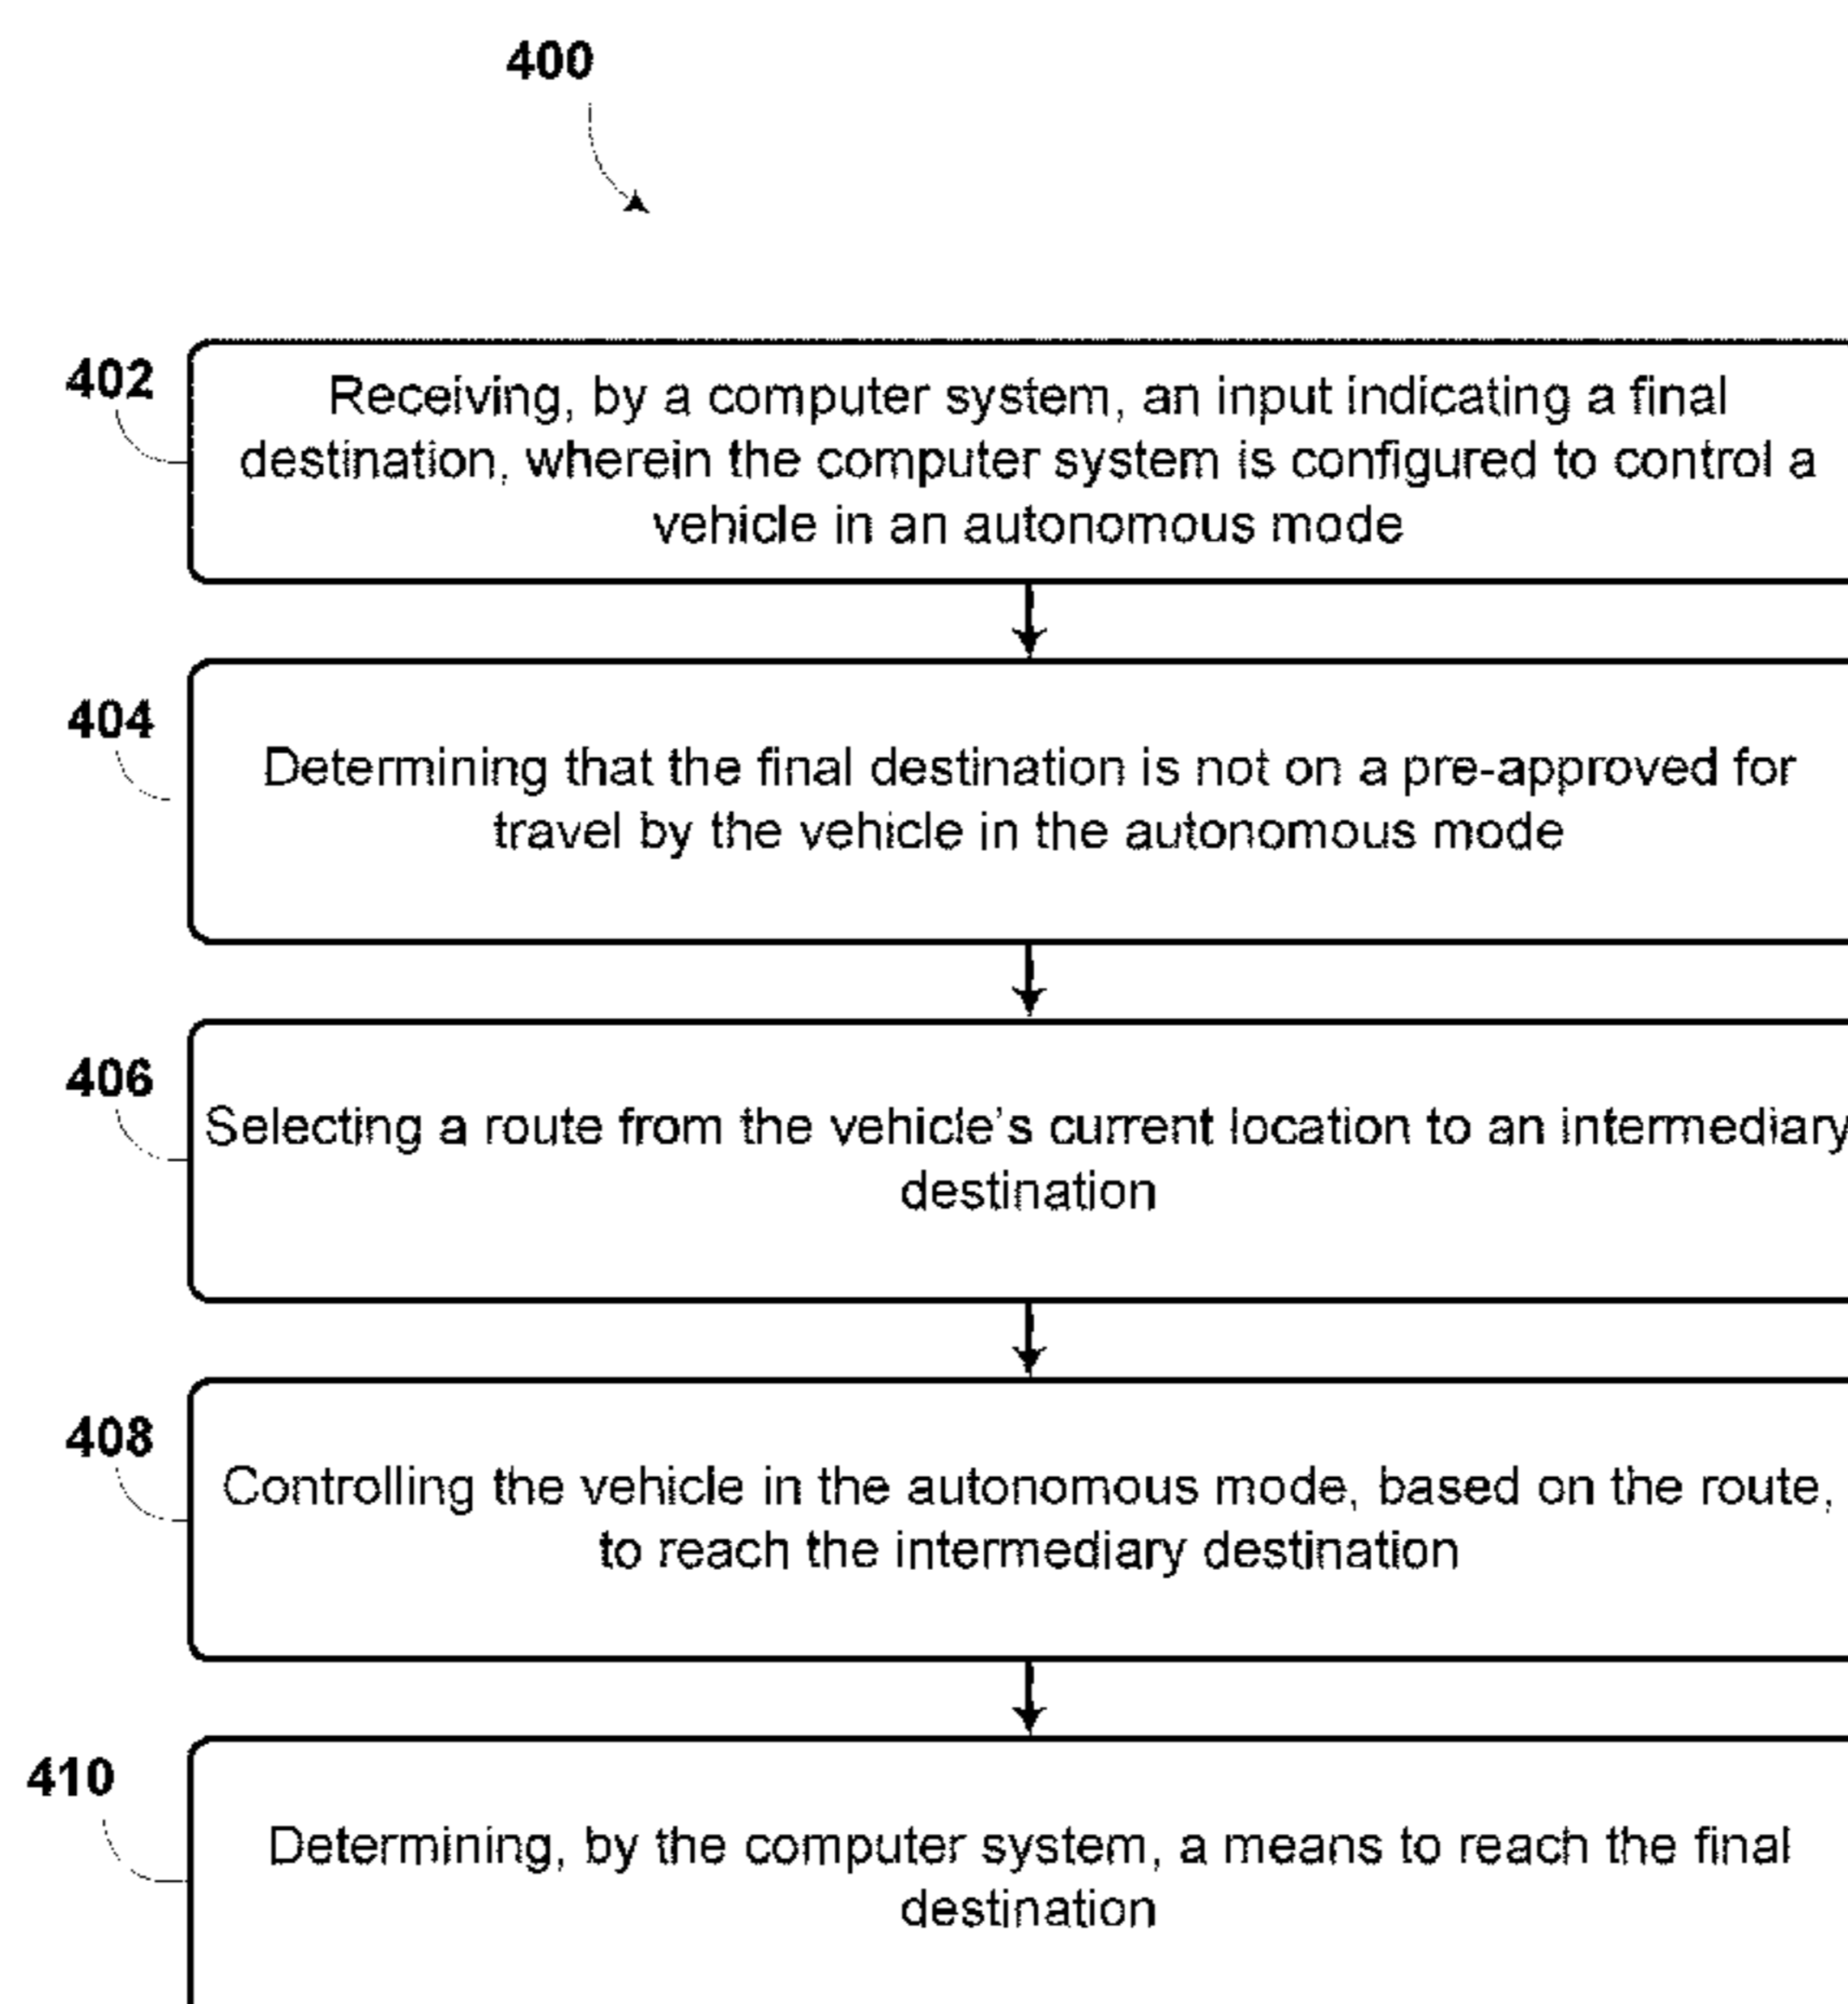 400
402
Receiving, by a computer system, an input indicating a final
destination, wherein the computer system is configured to control a
vehicle in an autonomous mode
404
Determining that the final destination is not on a pre-approved for
travel by the vehicle in the autonomous mode
406
Selecting a route from the vehicle's current location to an intermediary
destination
408
Controlling the vehicle in the autonomous mode, based on the route,
to reach the intermediary destination
410
Determining, by the computer system, a means to reach the final
destination